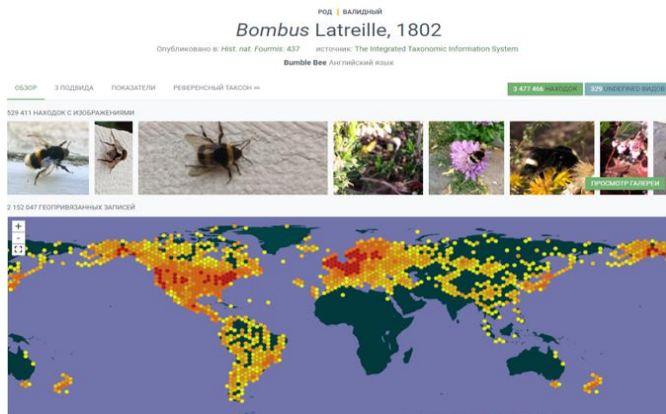 РОД | ВАЛИДНЫЙ
Bombus Latreille, 1802
Опубликовано в: Hist. nat. Fourmis: 437 источник: The Integrated Taxonomic Information System
Bumble Bee Английский язык
ОБЗОР 3 ПОДВИДА ПОКАЗАТЕЛИ РЕФЕРЕНСНЫЙ ТАКСОН
3 477 466 НАХОДОК 329 UNDEFINED ВИДОВ
529 411 НАХОДОК С ИЗОБРАЖЕНИЯМИ
ПРОСМОТР ГАЛЕРЕИ
2 152 047 ГЕОПРИВЯЗАННЫХ ЗАПИСЕЙ
+
-